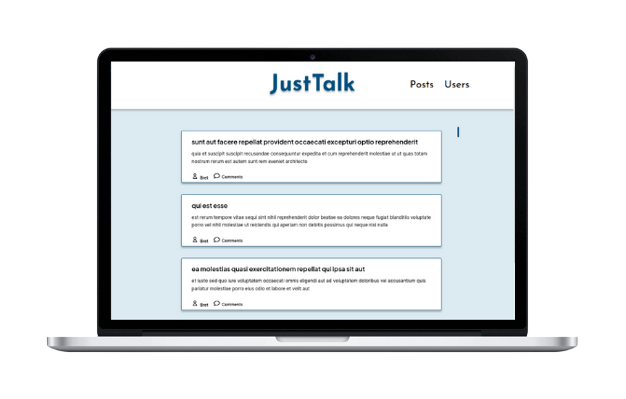 JustTalk
Posts Users
sunt aut facere repellat provident occaecati excepturi optio reprehenderit
quia et suscipit suscipit recusandae consequuntur expedita et cum reprehenderit molestiae ut ut quas totam
nostrum rerum est autem sunt rem eveniet architecto
Bret Comments
qui est esse
est rerum tempore vitae sequi sint nihil reprehenderit dolor beatae ea dolores neque fugiat blanditiis voluptate
porro vel nihil molestiae ut reiciendis qui aperiam non debitis possimus qui neque nisi nulla
Bret Comments
ea molestias quasi exercitationem repellat qui ipsa sit aut
et iusto sed quo iure voluptatem occaecati omnis eligendi aut ad voluptatem doloribus vel accusantium quis
pariatur molestiae porro eius odio et labore et velit aut
Bret Comments